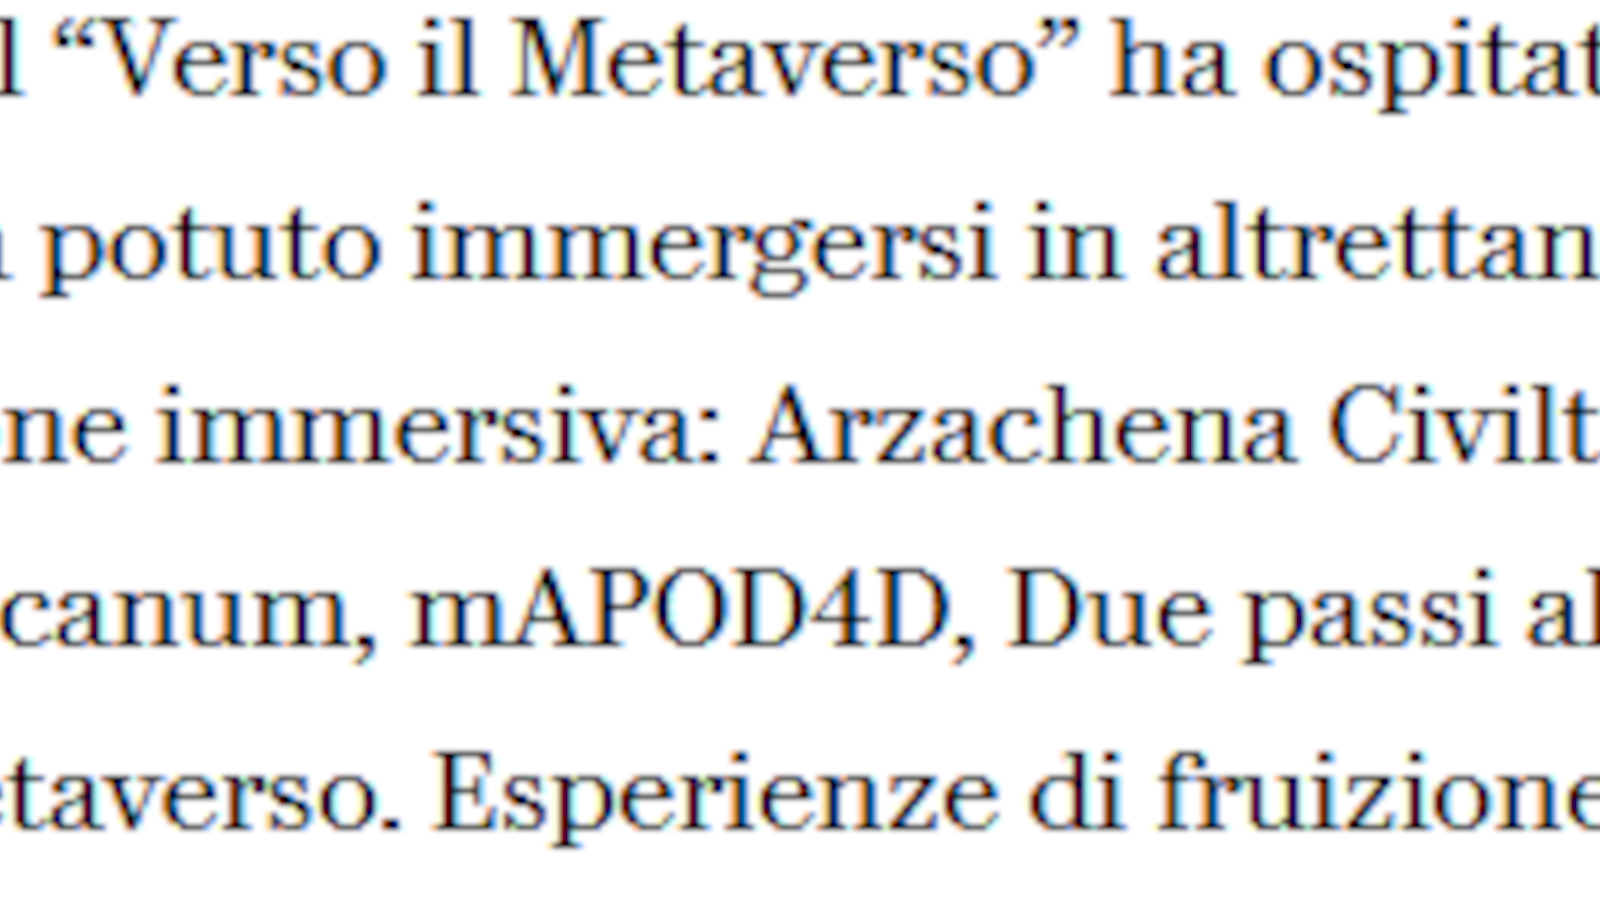 l “Verso il Metaverso” ha ospitat
potuto immergersi in altrettan
ne immersiva: Arzachena Civilt
canum, mAPOD4D, Due passi al
etaverso. Esperienze di fruizione